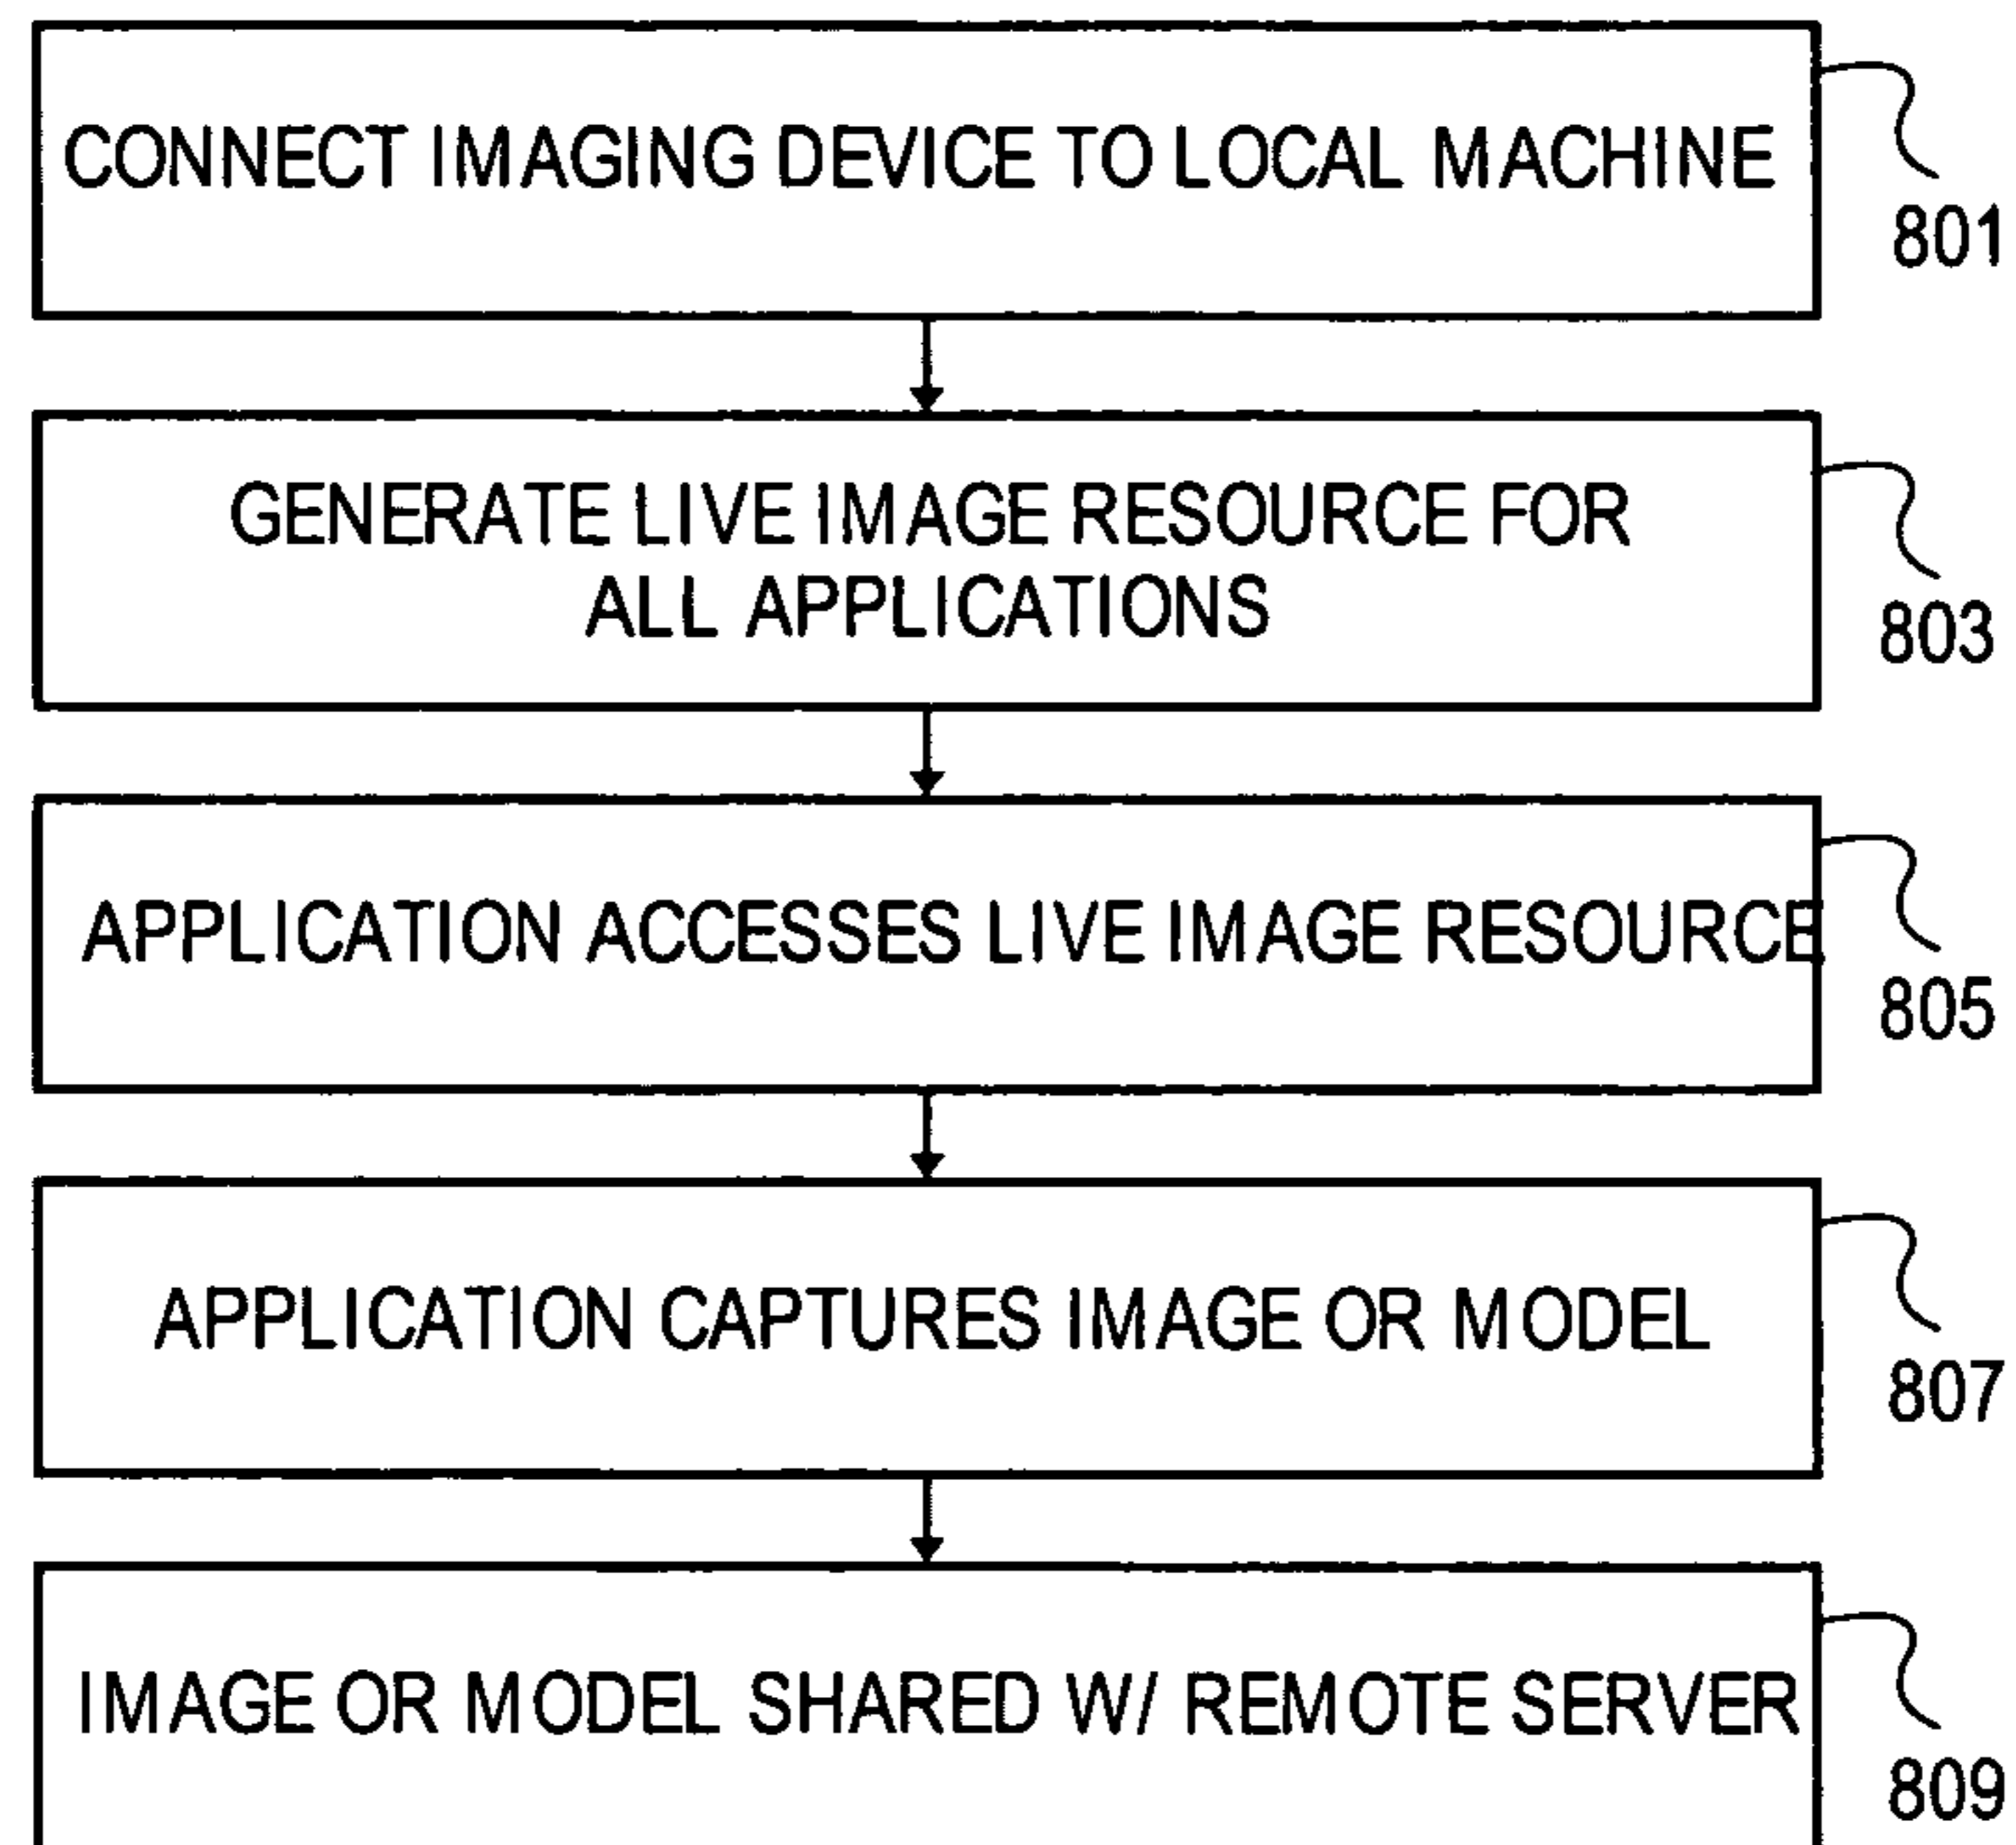 CONNECT IMAGING DEVICE TO LOCAL MACHINE
801
GENERATE LIVE IMAGE RESOURCE FOR
ALL APPLICATIONS
803
APPLICATION ACCESSES LIVE IMAGE RESOURCE
805
APPLICATION CAPTURES IMAGE OR MODEL
807
IMAGE OR MODEL SHARED W/ REMOTE SERVER
809